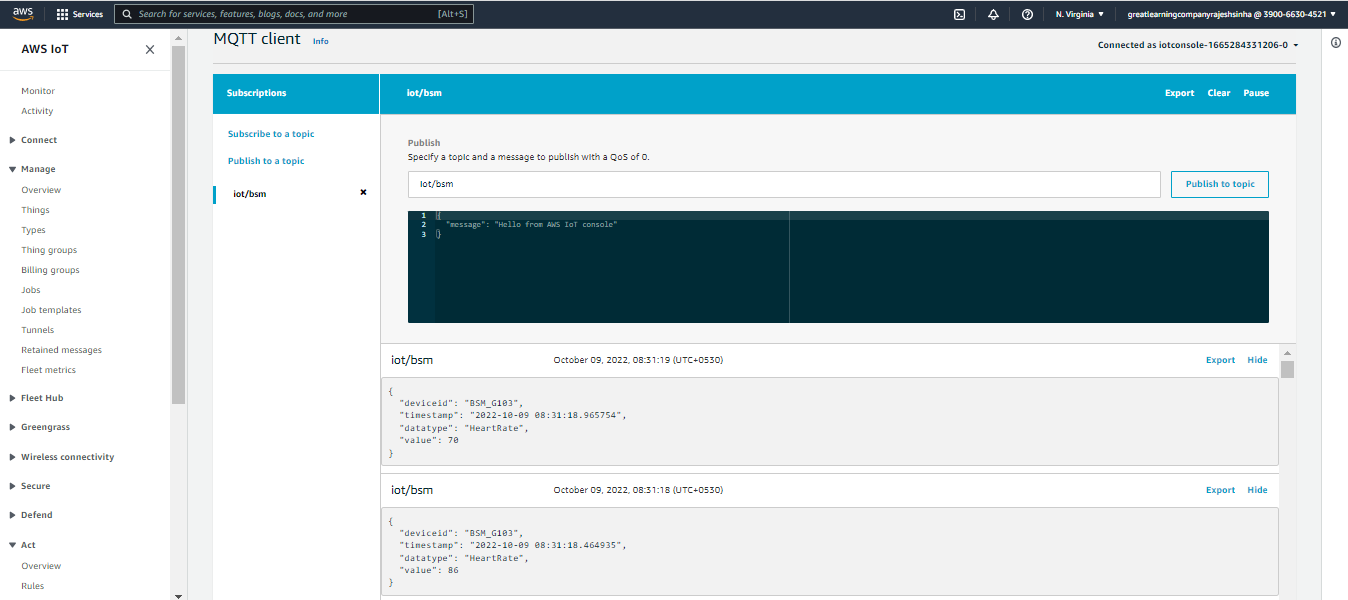 aws
Services
Search for services, features, blogs, docs, and more
[Alt+S]
N. Virginia
greatlearningcompanyrajeshsinha @ 3900-6630-4521
AWS IoT
Monitor
Activity
Connect
Manage
Overview
Things
Types
Thing groups
Billing groups
Jobs
Job templates
Tunnels
Retained messages
Fleet metrics
Fleet Hub
Greengrass
Wireless connectivity
Secure
Defend
Act
Overview
Rules
MQTT client Info
Connected as iotconsole-1665284331206-0
Subscriptions
Subscribe to a topic
Publish to a topic
iot/bsm
iot/bsm
Export Clear Pause
Publish
Specify a topic and a message to publish with a QoS of 0.
iot/bsm
Publish to topic
1 {
2 "message": "Hello from AWS IoT console"
3 }
iot/bsm October 09, 2022, 08:31:19 (UTC+0530) Export Hide
{
"deviceid": "BSM_G103",
"timestamp": "2022-10-09 08:31:18.965754",
"datatype": "HeartRate",
"value": 70
}
iot/bsm October 09, 2022, 08:31:18 (UTC+0530) Export Hide
{
"deviceid": "BSM_G103",
"timestamp": "2022-10-09 08:31:18.464935",
"datatype": "HeartRate",
"value": 86
}